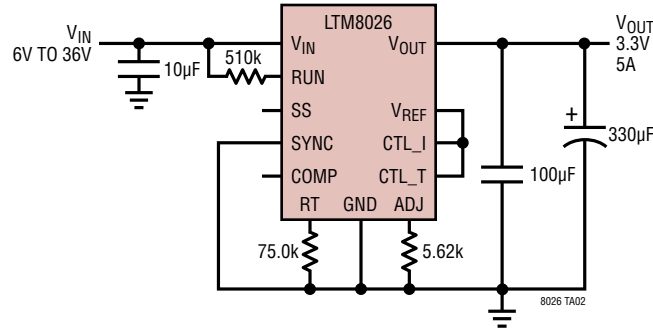 LTM8026
VIN
6V TO 36V
10µF
510k
VIN
RUN
SS
SYNC
COMP
RT
GND
ADJ
VOUT
VREF
CTL_I
CTL_T
VOUT
3.3V
5A
+
330µF
100µF
75.0k
5.62k
8026 TA02